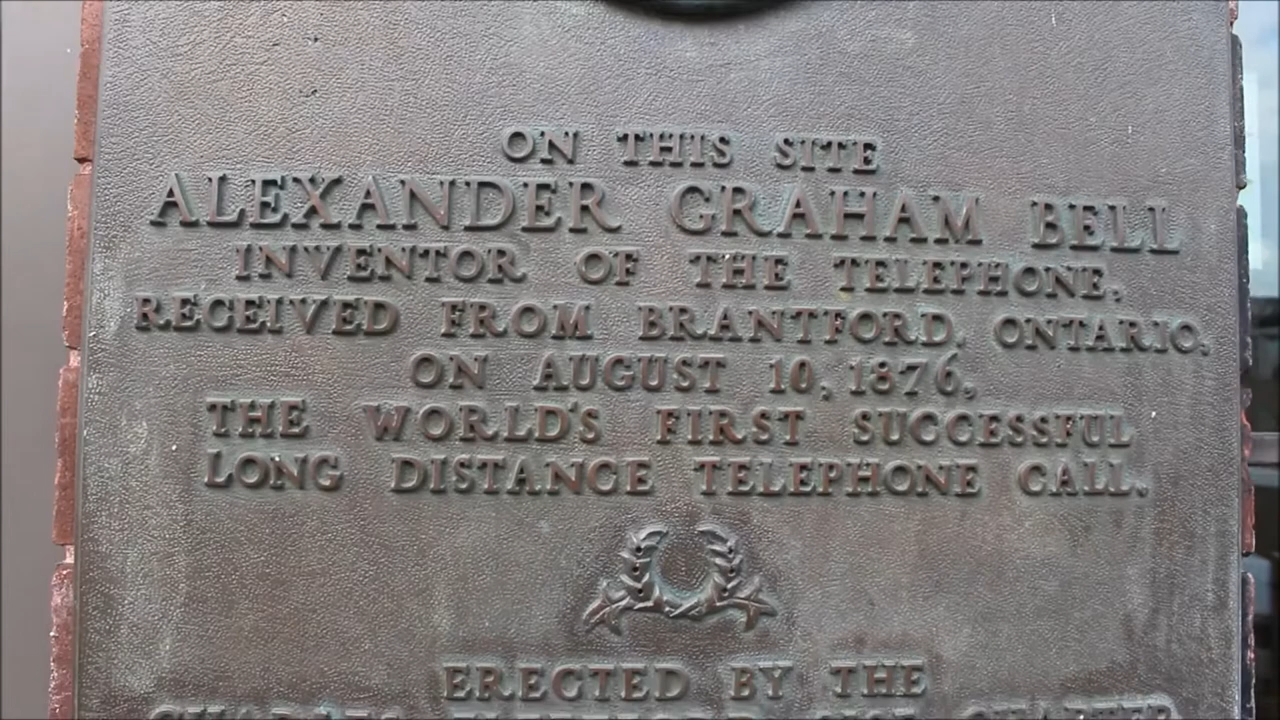 ON THIS SITE
ALEXANDER GRAHAM BELL
INVENTOR OF THE TELEPHONE,
RECEIVED FROM BRANTFORD, ONTARIO,
ON AUGUST 10, 1876,
THE WORLD'S FIRST SUCCESSFUL
LONG DISTANCE TELEPHONE CALL.
ERECTED BY THE